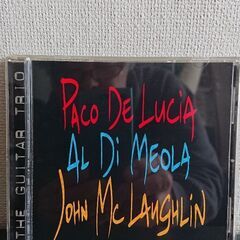 THE GUITAR TRIO
PACO DE LUCIA
AL DI MEOLA
JOHN MC LAUGHLIN